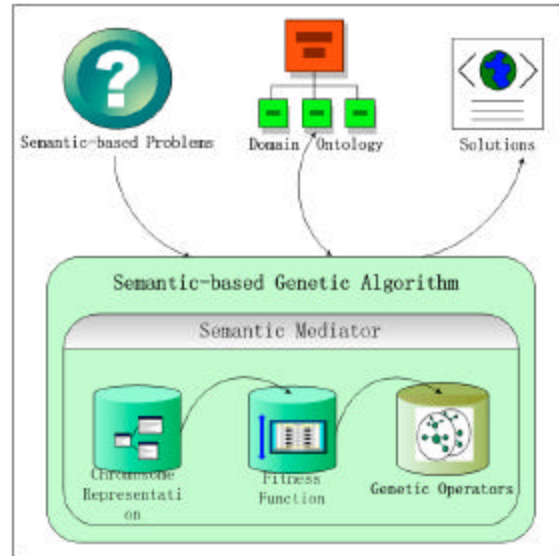 ?
Semantic-based Problems
Domain Ontology
Solutions
Semantic-based Genetic Algorithm
Semantic Mediator
Chromosome
Representati
on
Fitness
Function
Genetic Operators